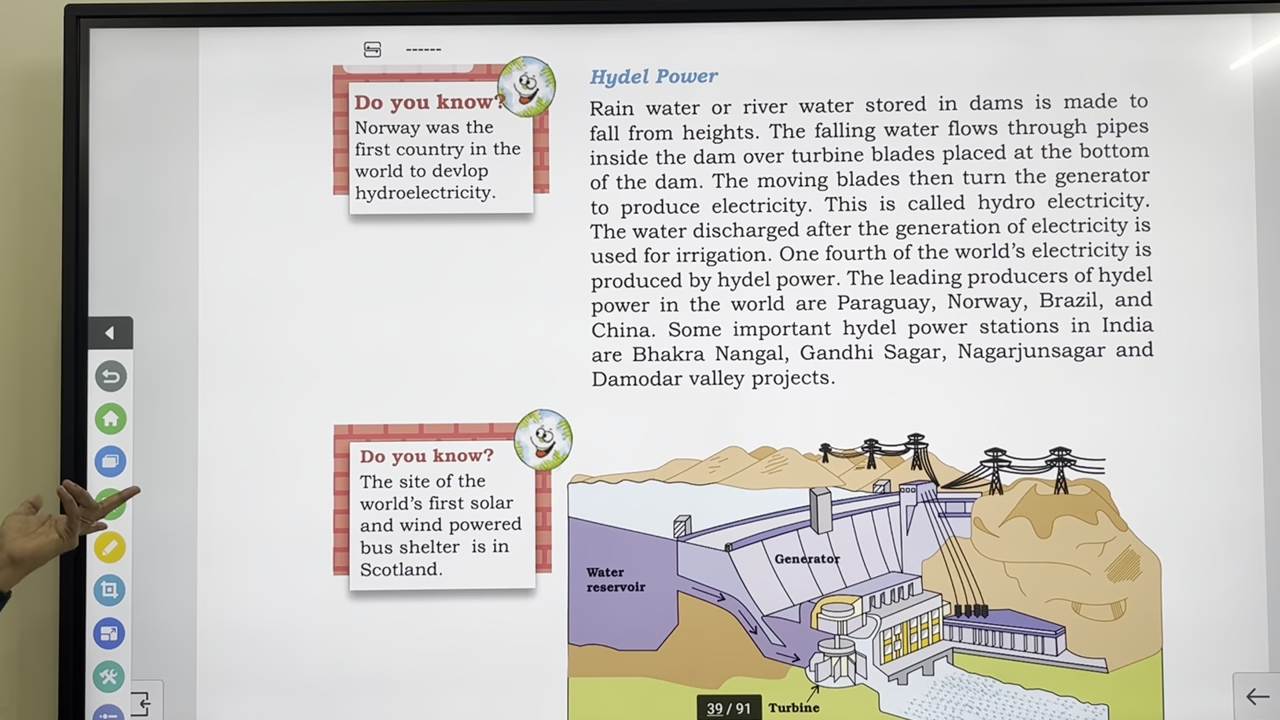 Do you know?
Norway was the
first country in the
world to devlop
hydroelectricity.
Hydel Power
Rain water or river water stored in dams is made to
fall from heights. The falling water flows through pipes
inside the dam over turbine blades placed at the bottom
of the dam. The moving blades then turn the generator
to produce electricity. This is called hydro electricity.
The water discharged after the generation of electricity is
used for irrigation. One fourth of the world's electricity is
produced by hydel power. The leading producers of hydel
power in the world are Paraguay, Norway, Brazil, and
China. Some important hydel power stations in India
are Bhakra Nangal, Gandhi Sagar, Nagarjunsagar and
Damodar valley projects.
Do you know?
The site of the
world's first solar
and wind powered
bus shelter is in
Scotland.
Generator
Water
reservoir
Turbine
39 / 91